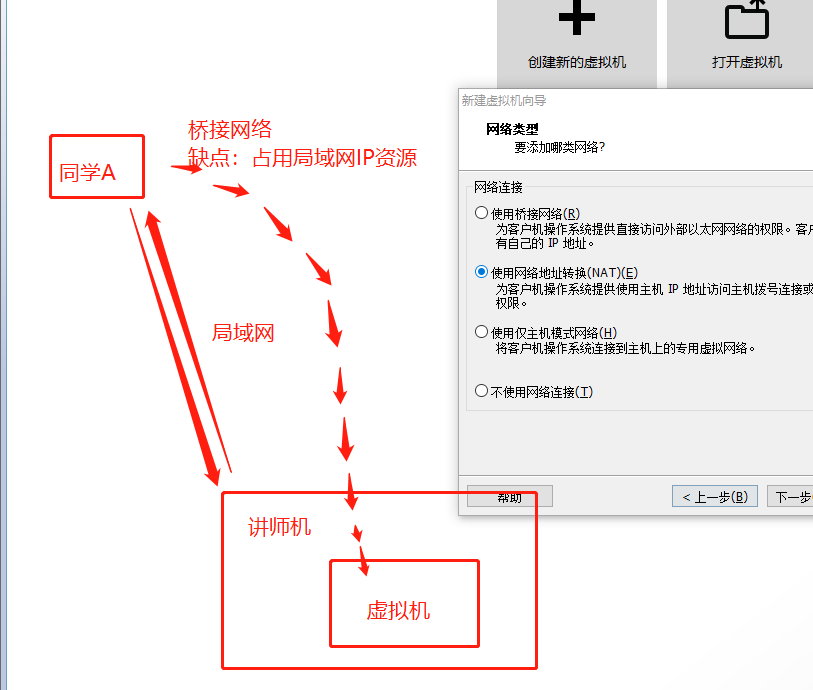 创建新的虚拟机
打开虚拟机
新建虚拟机向导
网络类型
要添加哪类网络?
网络连接
使用桥接网络(R)
为客户机操作系统提供直接访问外部以太网网络的权限。客户
有自己的 IP 地址。
使用网络地址转换(NAT)(E)
为客户机操作系统提供使用主机 IP 地址访问主机拨号连接或
权限。
使用仅主机模式网络(H)
将客户机操作系统连接到主机上的专用虚拟网络。
不使用网络连接(T)
帮助
< 上一步(B)
下一步(
桥接网络
缺点：占用局域网IP资源
同学A
局域网
讲师机
虚拟机